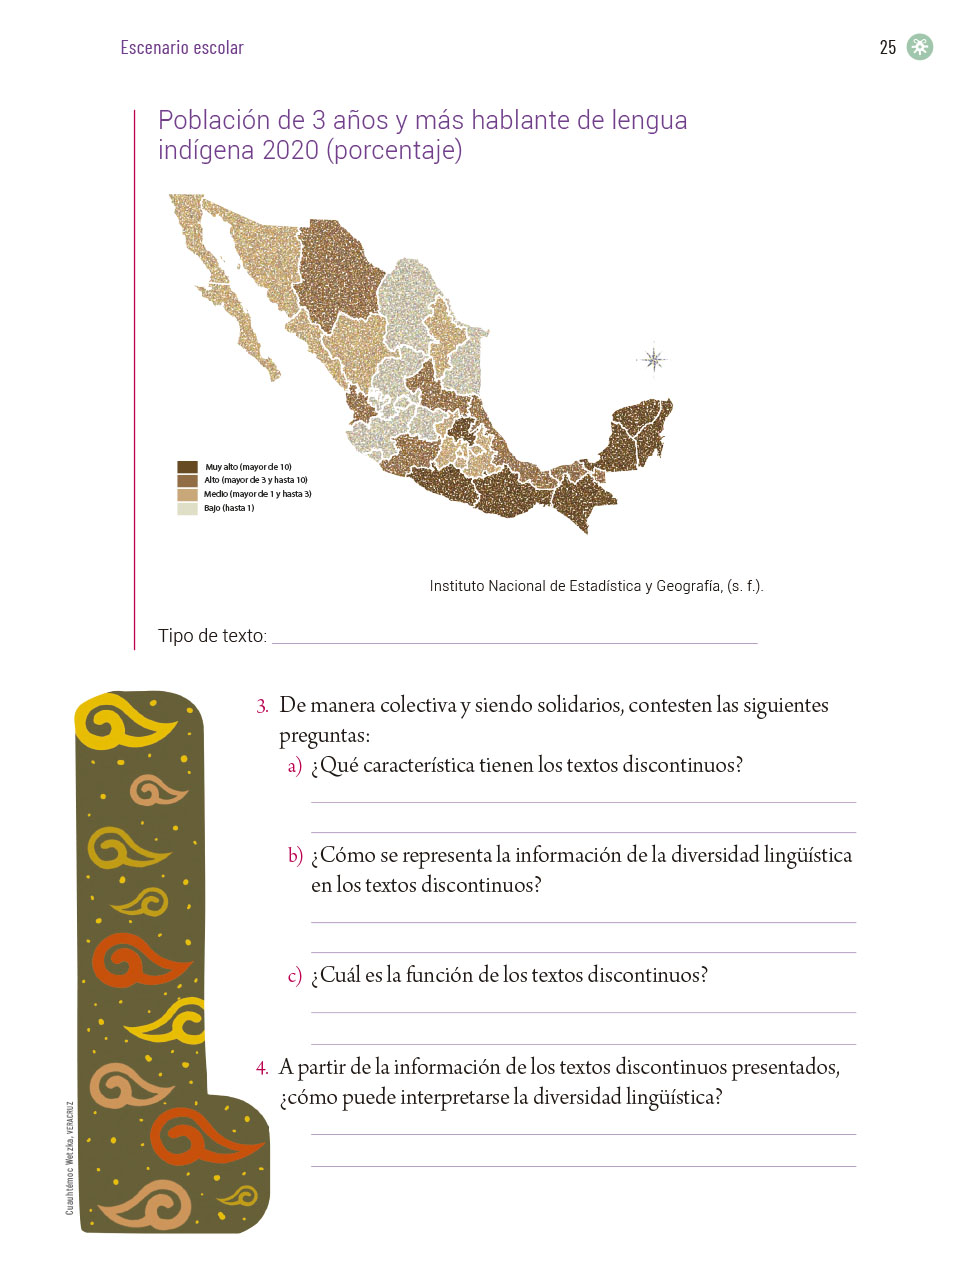 Escenario escolar
25
Población de 3 años y más hablante de lengua
indígena 2020 (porcentaje)
Muy alto (mayor de 10)
Alto (mayor de 3 y hasta 10)
Medio (mayor de 1 y hasta 3)
Bajo (hasta 1)
Instituto Nacional de Estadística y Geografía, (s. f.).
Tipo de texto:
3. De manera colectiva y siendo solidarios, contesten las siguientes
preguntas:
a) ¿Qué característica tienen los textos discontinuos?
b) ¿Cómo se representa la información de la diversidad lingüística
en los textos discontinuos?
c) ¿Cuál es la función de los textos discontinuos?
4. A partir de la información de los textos discontinuos presentados,
¿cómo puede interpretarse la diversidad lingüística?
Cuauhtémoc Wetzka, VERACRUZ